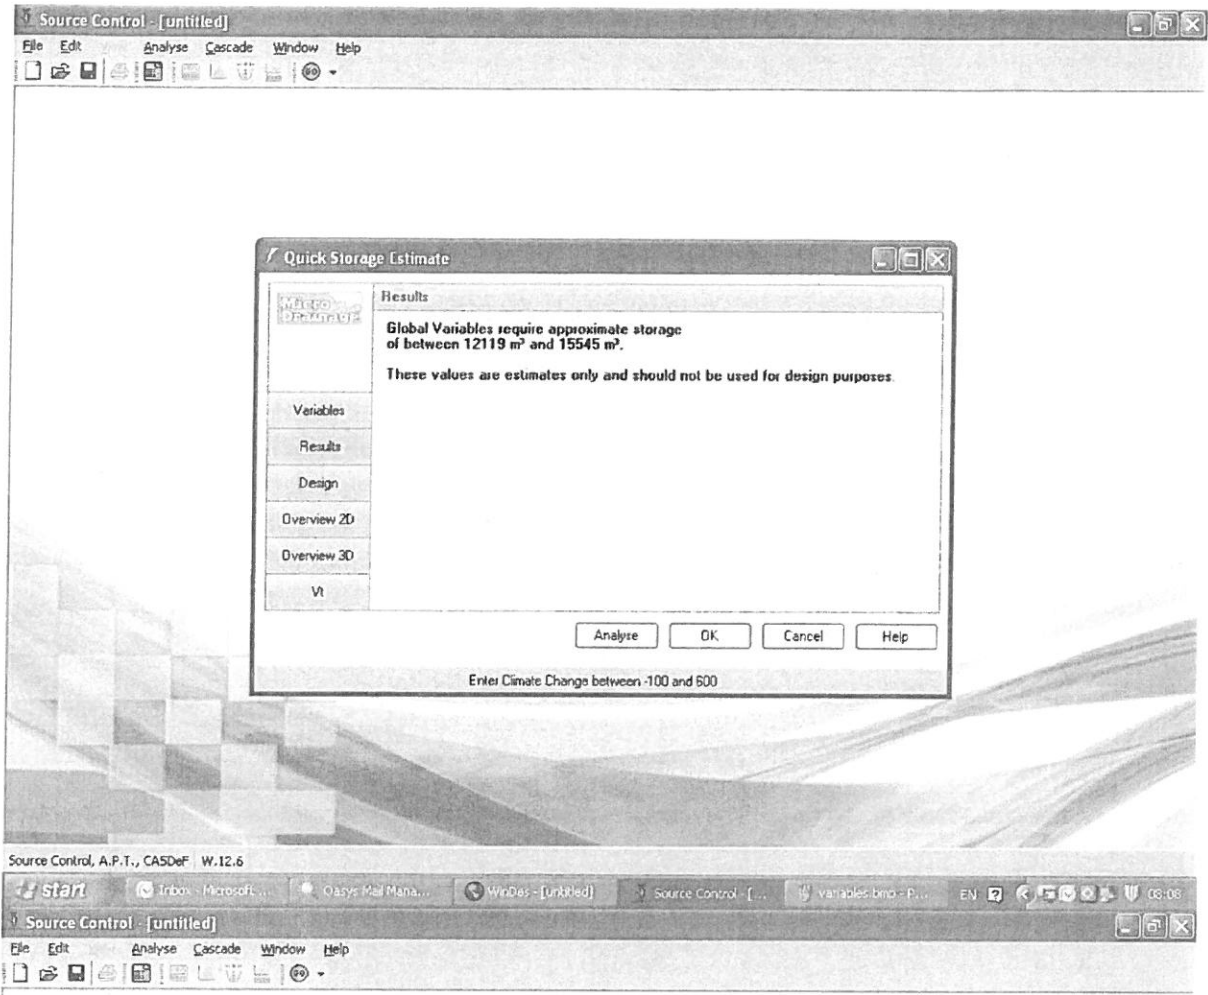 Source Control - [untitled]
File Edit Analyse Cascade Window Help
Quick Storage Estimate
Micro
Drainage
Results
Global Variables require approximate storage
of between 12119 m³ and 15545 m³.
These values are estimates only and should not be used for design purposes.
Variables
Results
Design
Overview 2D
Overview 3D
Vt
Analyse OK Cancel Help
Enter Climate Change between -100 and 600
Source Control, A.P.T., CASDeF W.12.6
start Inbox - Microsoft ... Oasys Mail Mana... WinDes - [untitled] Source Control - [... variables.bmp - P... EN 08:08
Source Control - [untitled]
File Edit Analyse Cascade Window Help